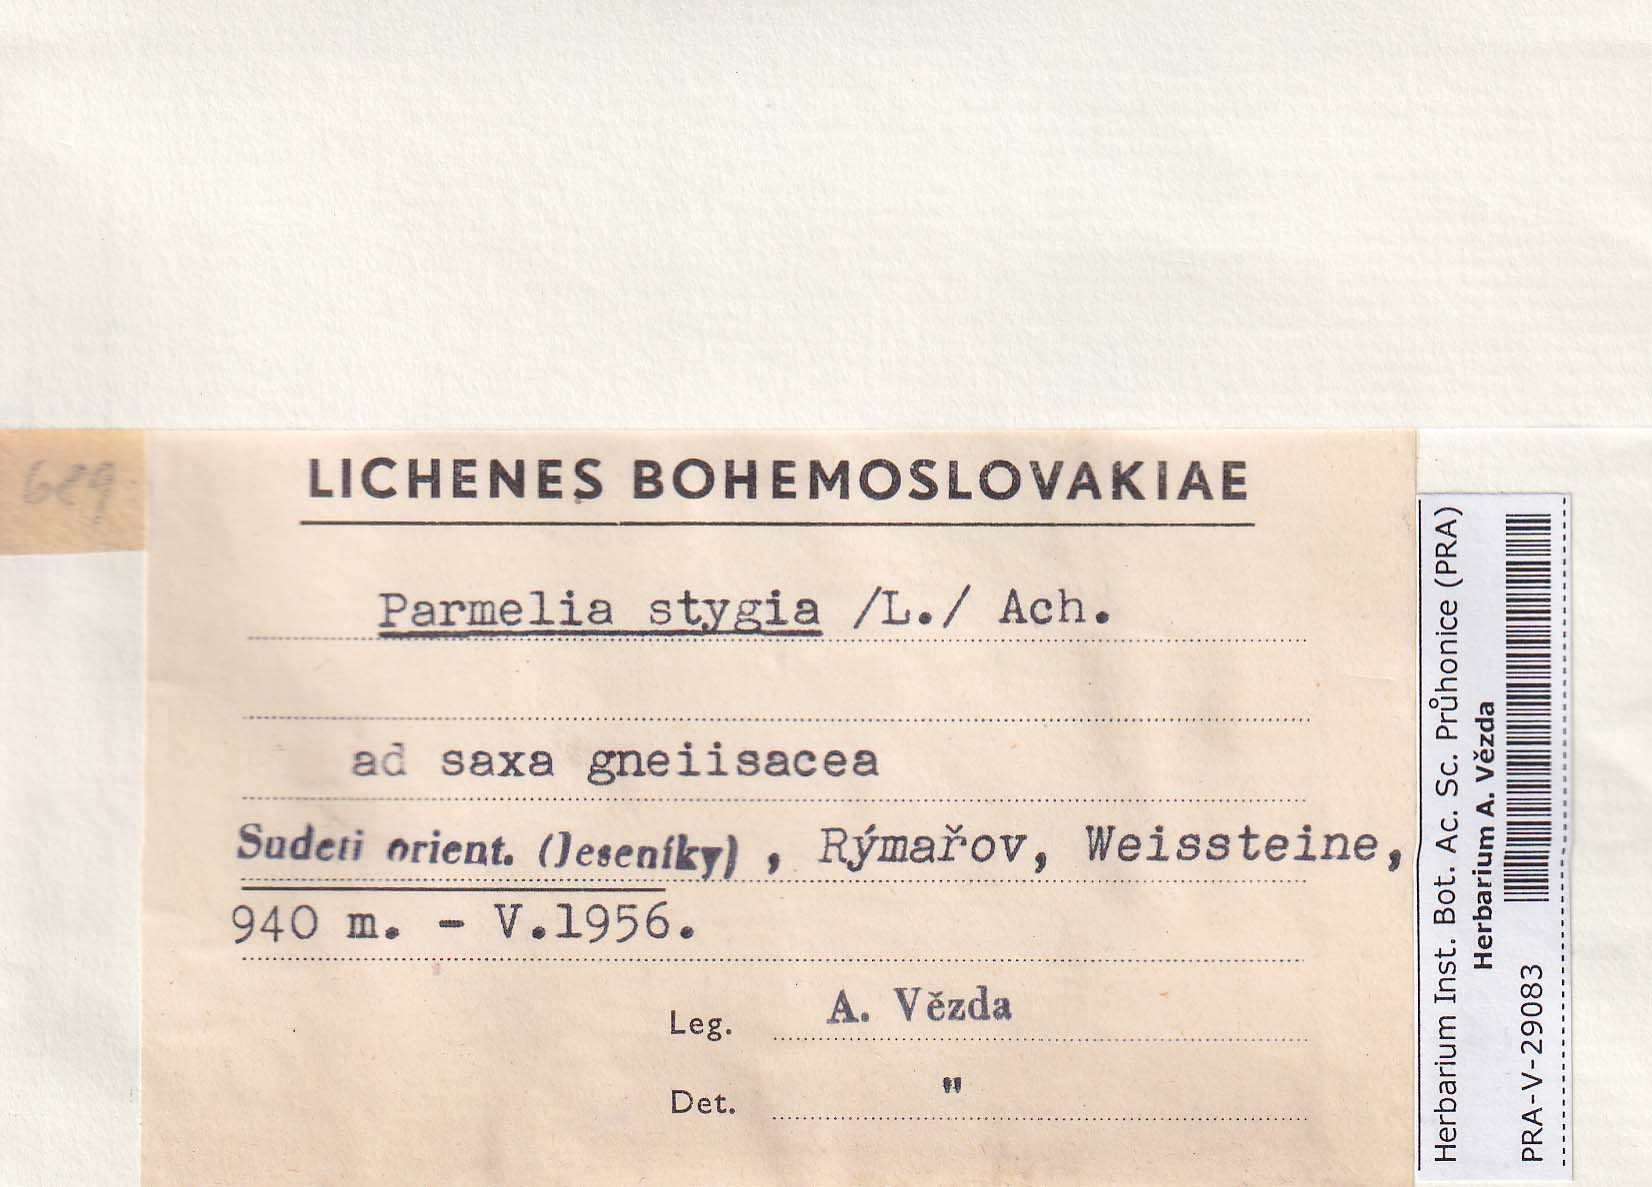 LICHENES BOHEMOSLOVAKIAE
Parmelia stygia /L./ Ach.
ad saxa gneiisacea
Sudeti orient. (Jeseníky), Rýmařov, Weissteine,
940 m. - V.1956.
Leg. A. Vězda
Det. "
Herbarium Inst. Bot. Ac. Sc. Průhonice (PRA)
Herbarium A. Vězda
PRA-V-29083